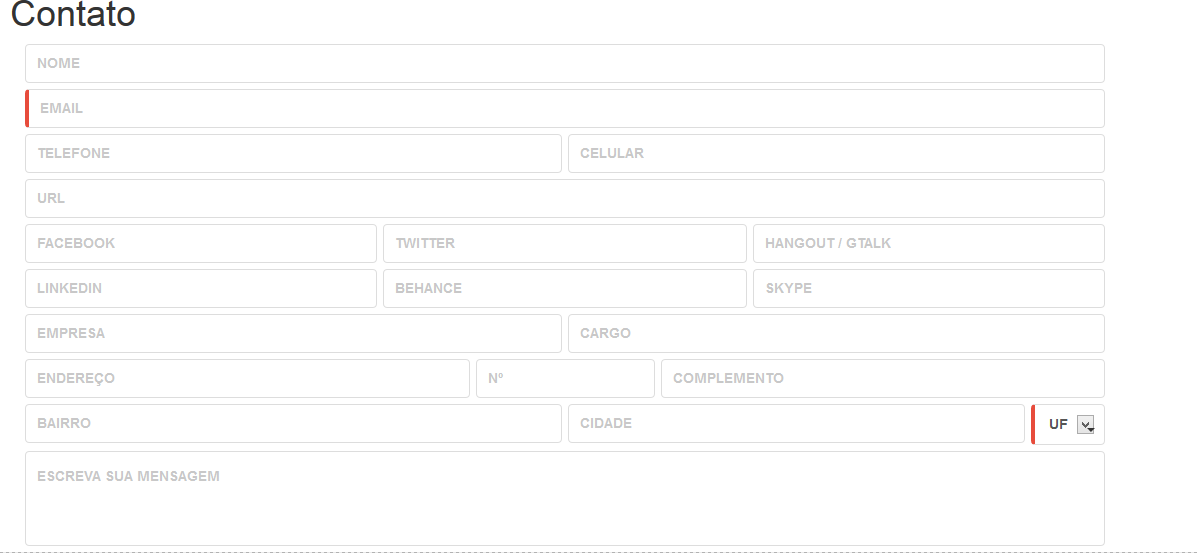 Contato
NOME
EMAIL
TELEFONE CELULAR
URL
FACEBOOK TWITTER HANGOUT / GTALK
LINKEDIN BEHANCE SKYPE
EMPRESA CARGO
ENDEREÇO Nº COMPLEMENTO
BAIRRO CIDADE UF
ESCREVA SUA MENSAGEM